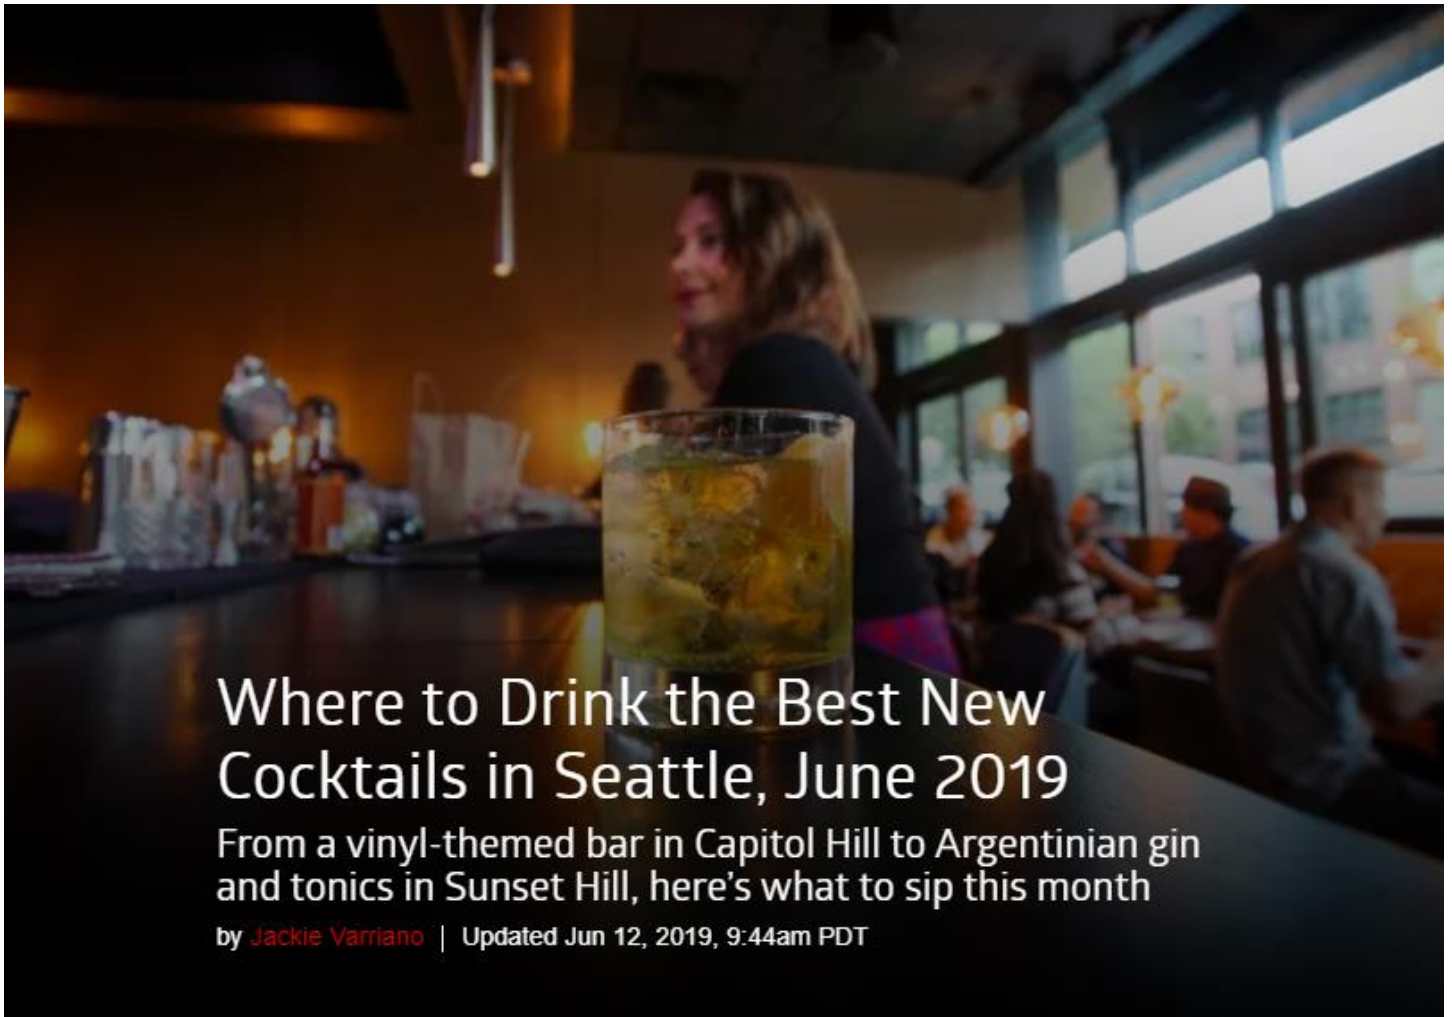 Where to Drink the Best New
Cocktails in Seattle, June 2019
From a vinyl-themed bar in Capitol Hill to Argentinian gin
and tonics in Sunset Hill, here's what to sip this month
by Jackie Varriano | Updated Jun 12, 2019, 9:44am PDT